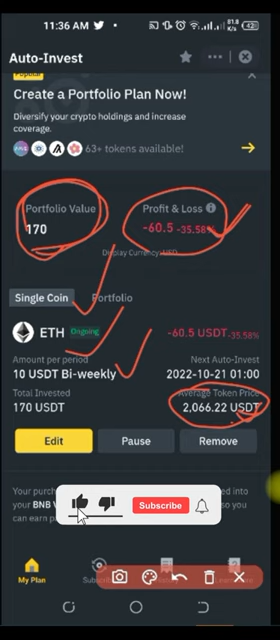 11:36 AM
Auto-Invest
Popular
Create a Portfolio Plan Now!
Diversify your crypto holdings and increase
coverage.
63+ tokens available!
Portfolio Value
Profit & Loss
170
-60.5 -35.58%
Display Currency: USD
Single Coin
Portfolio
ETH Ongoing
-60.5 USDT -35.58%
Amount per period
Next Auto-Invest
10 USDT Bi-weekly
2022-10-21 01:00
Total Invested
Average Token Price
170 USDT
2,066.22 USDT
Edit
Pause
Remove
Your
your BNB V
so you
can earn
Subscribe
My Plan